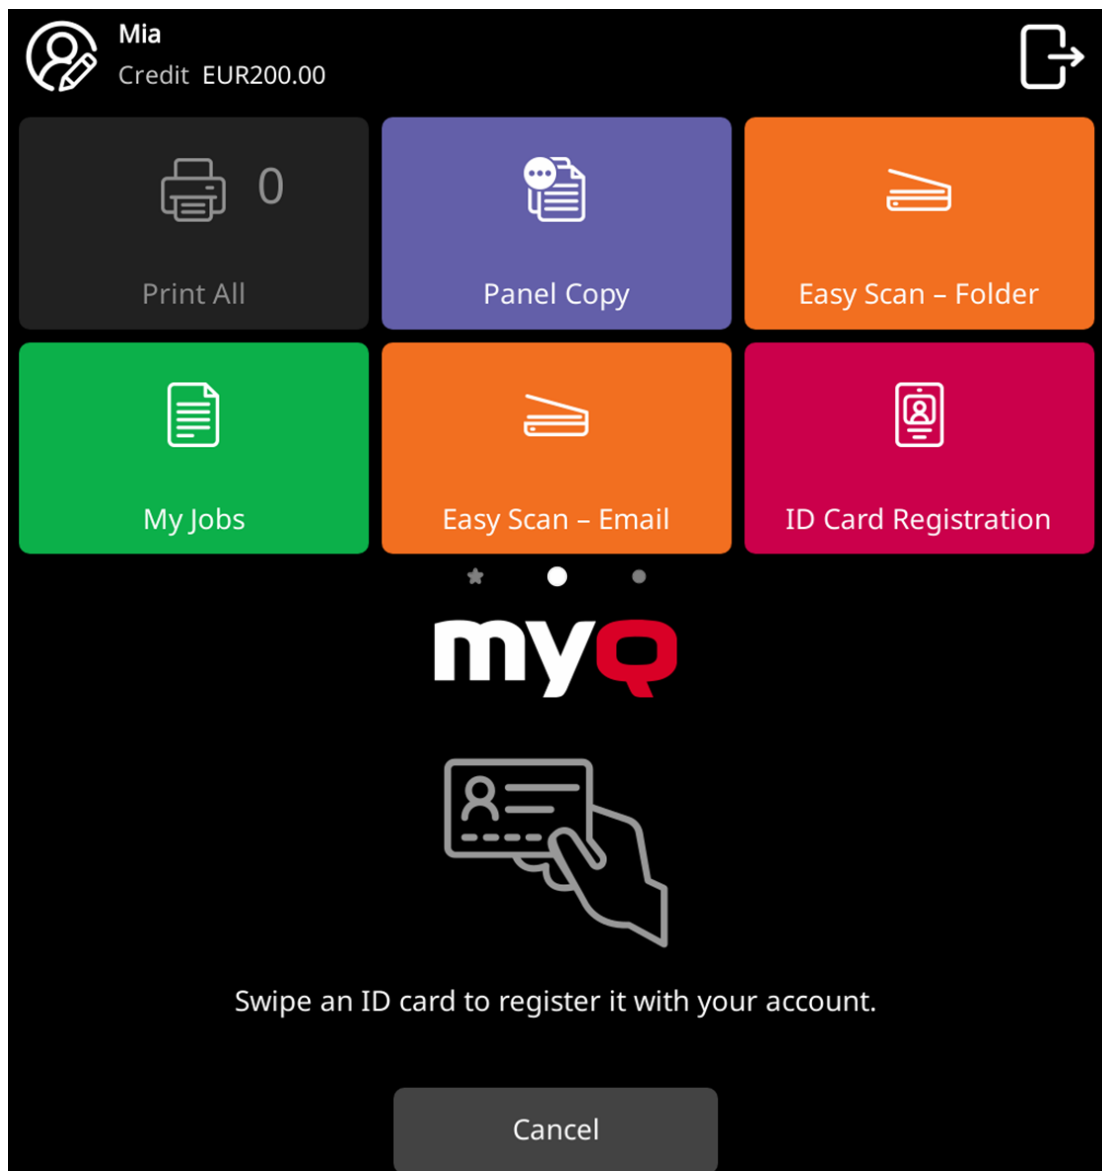 Mia
Credit EUR200.00
0
Print All
Panel Copy
Easy Scan – Folder
My Jobs
Easy Scan – Email
ID Card Registration
myQ
Swipe an ID card to register it with your account.
Cancel